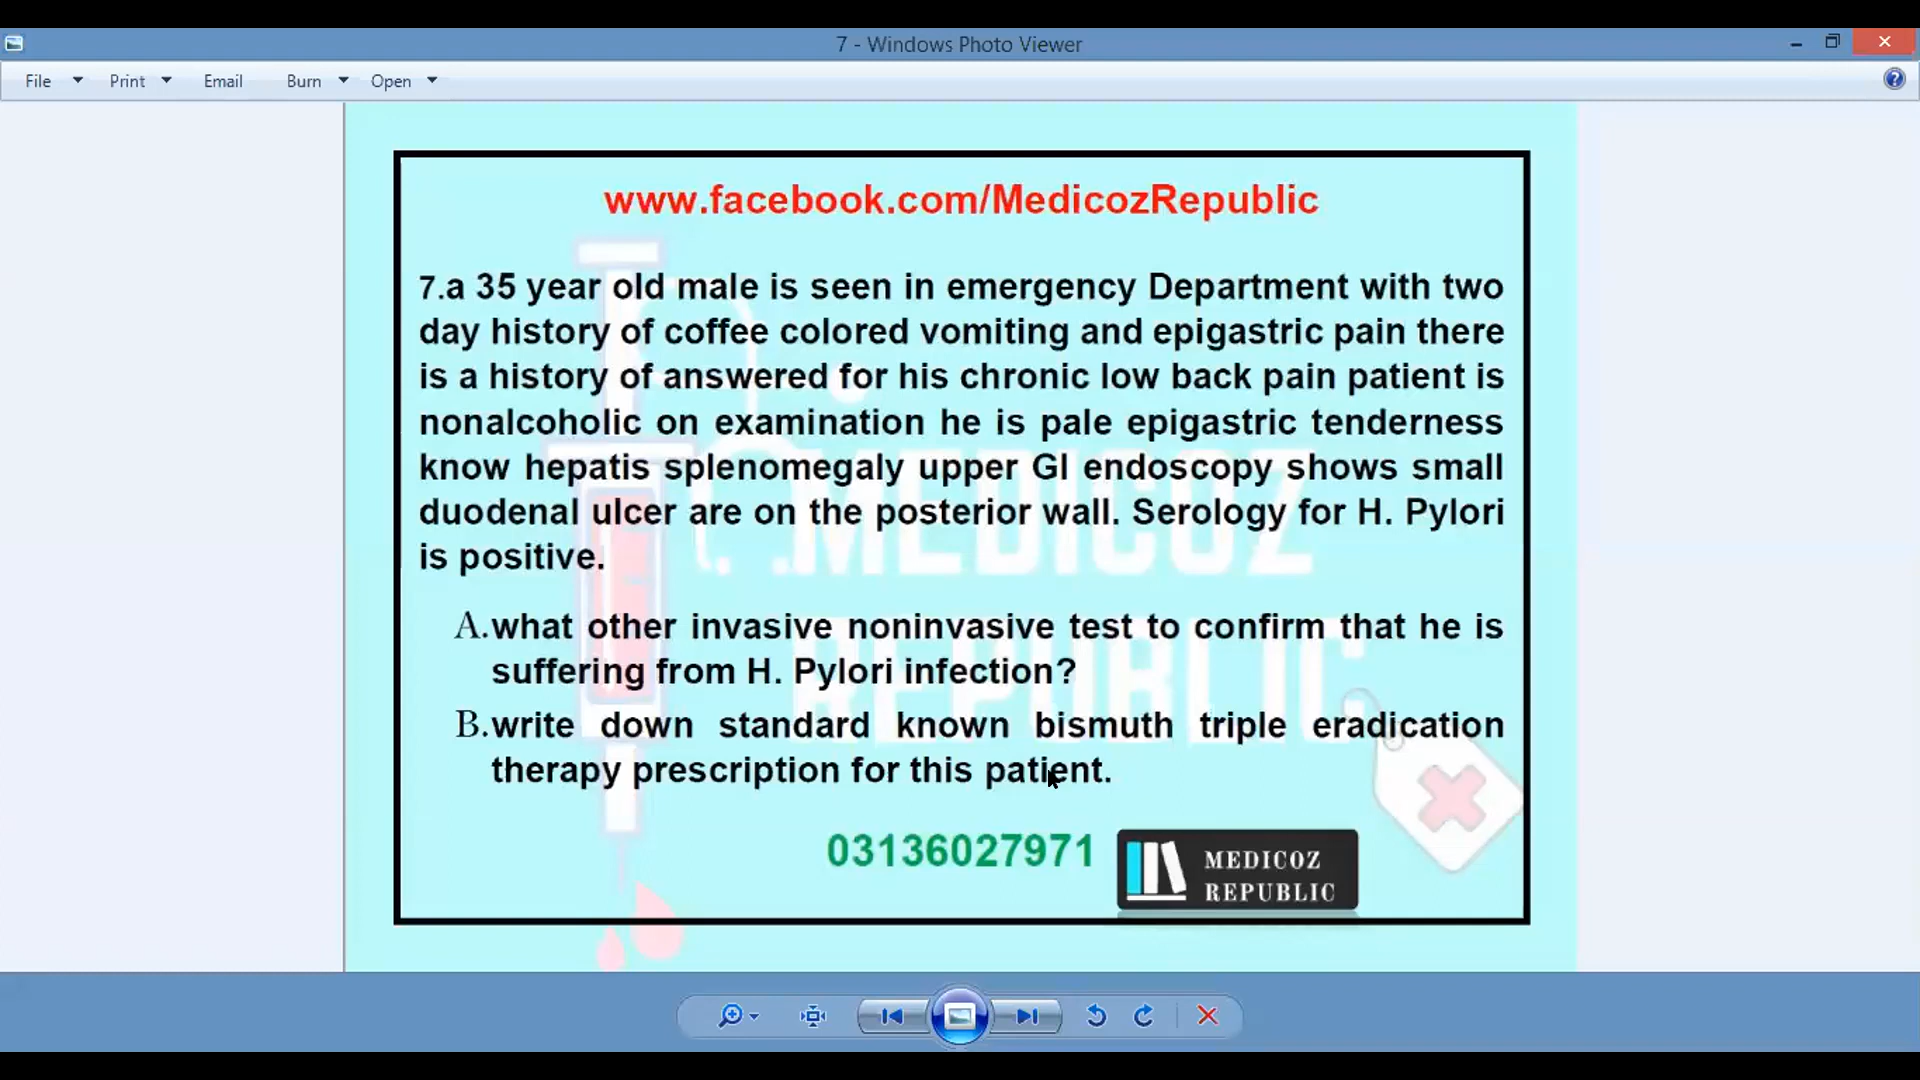 7 - Windows Photo Viewer
File Print Email Burn Open
www.facebook.com/MedicozRepublic
7.a 35 year old male is seen in emergency Department with two
day history of coffee colored vomiting and epigastric pain there
is a history of answered for his chronic low back pain patient is
nonalcoholic on examination he is pale epigastric tenderness
know hepatis splenomegaly upper GI endoscopy shows small
duodenal ulcer are on the posterior wall. Serology for H. Pylori
is positive.
A.what other invasive noninvasive test to confirm that he is
suffering from H. Pylori infection?
B.write down standard known bismuth triple eradication
therapy prescription for this patient.
03136027971
MEDICOZ
REPUBLIC
MEDICOZ
REPUBLIC